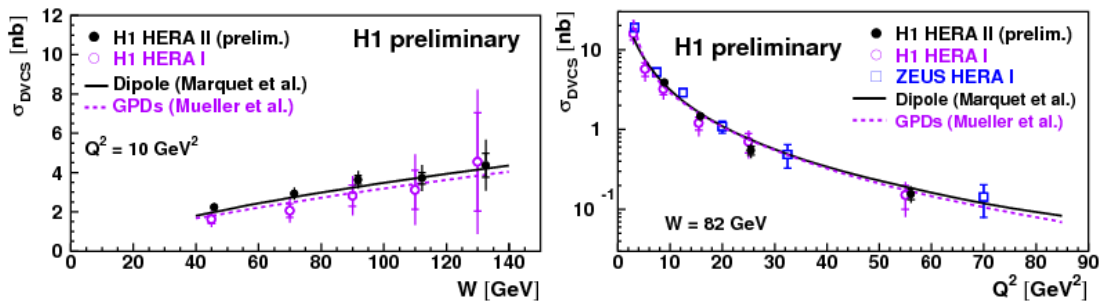 σDVCS [nb]
12
10
8
6
4
2
0
H1 preliminary
H1 HERA II (prelim.)
H1 HERA I
Dipole (Marquet et al.)
GPDs (Mueller et al.)
Q² = 10 GeV²
0 20 40 60 80 100 120 140
W [GeV]
σDVCS [nb]
10
1
10⁻¹
H1 preliminary
H1 HERA II (prelim.)
H1 HERA I
ZEUS HERA I
Dipole (Marquet et al.)
GPDs (Mueller et al.)
W = 82 GeV
0 10 20 30 40 50 60 70 80 90
Q² [GeV²]